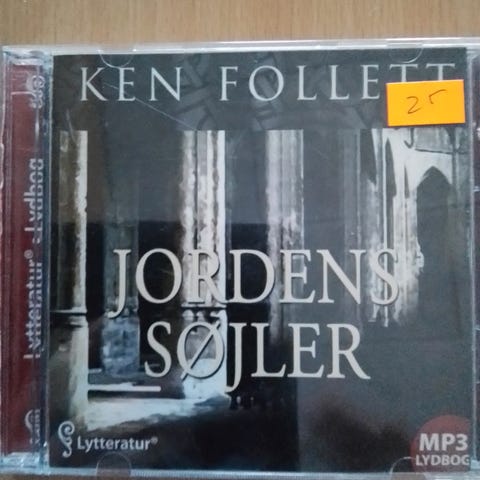 KEN FOLLETT
25
JORDENS
SØJLER
Lytteratur®
MP3
LYDBOG
Lytteratur® Lydbog